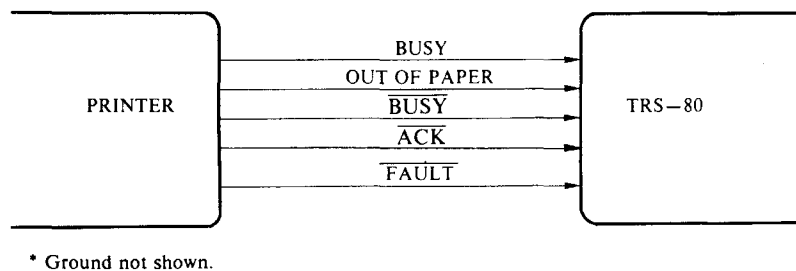 BUSY
OUT OF PAPER
PRINTER
BUSY
TRS-80
ACK
FAULT
* Ground not shown.